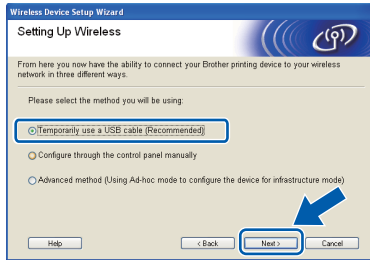 Wireless Device Setup Wizard
Setting Up Wireless
From here you now have the ability to connect your Brother printing device to your wireless
network in three different ways.
Please select the method you will be using:
Temporarily use a USB cable (Recommended)
Configure through the control panel manually
Advanced method (Using Ad-hoc mode to configure the device for infrastructure mode)
Help
< Back
Next >
Cancel